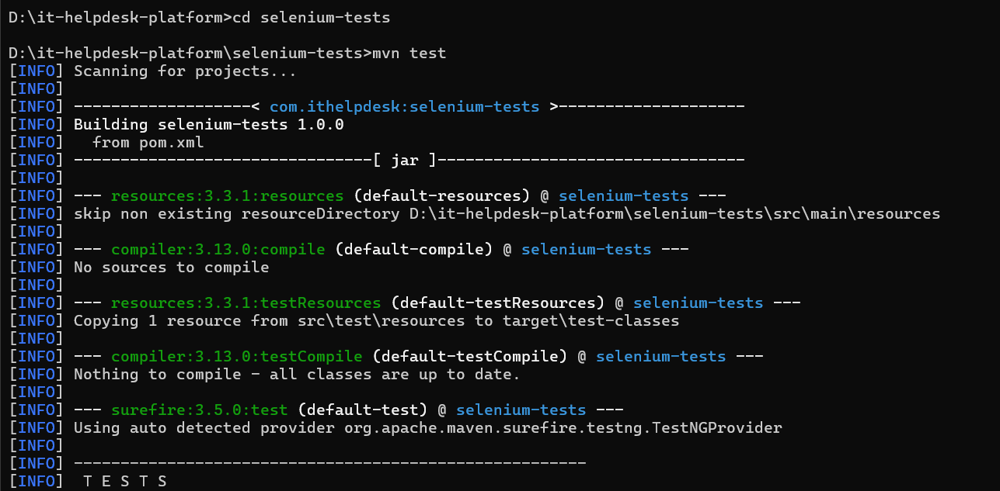 D:\it-helpdesk-platform>cd selenium-tests
D:\it-helpdesk-platform\selenium-tests>mvn test
[INFO] Scanning for projects...
[INFO]
[INFO] -------------------< com.ithelpdesk:selenium-tests >--------------------
[INFO] Building selenium-tests 1.0.0
[INFO]   from pom.xml
[INFO] --------------------------------[ jar ]---------------------------------
[INFO]
[INFO] --- resources:3.3.1:resources (default-resources) @ selenium-tests ---
[INFO] skip non existing resourceDirectory D:\it-helpdesk-platform\selenium-tests\src\main\resources
[INFO]
[INFO] --- compiler:3.13.0:compile (default-compile) @ selenium-tests ---
[INFO] No sources to compile
[INFO]
[INFO] --- resources:3.3.1:testResources (default-testResources) @ selenium-tests ---
[INFO] Copying 1 resource from src\test\resources to target\test-classes
[INFO]
[INFO] --- compiler:3.13.0:testCompile (default-testCompile) @ selenium-tests ---
[INFO] Nothing to compile - all classes are up to date.
[INFO]
[INFO] --- surefire:3.5.0:test (default-test) @ selenium-tests ---
[INFO] Using auto detected provider org.apache.maven.surefire.testng.TestNGProvider
[INFO]
[INFO] -------------------------------------------------------
[INFO]  T E S T S